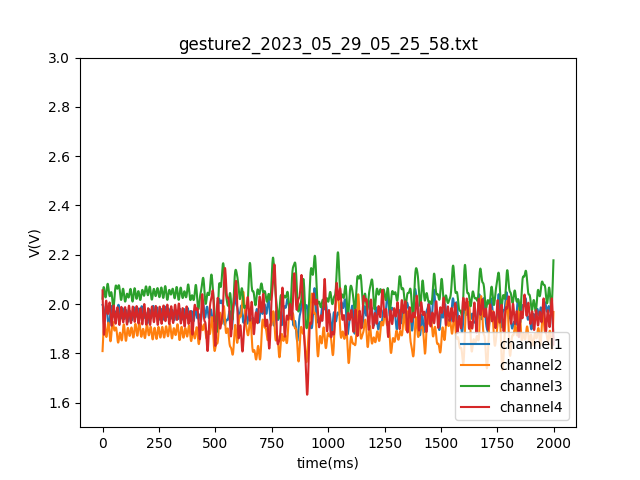 gesture2_2023_05_29_05_25_58.txt
V(V)
3.0
2.8
2.6
2.4
2.2
2.0
1.8
1.6
channel1
channel2
channel3
channel4
0 250 500 750 1000 1250 1500 1750 2000
time(ms)